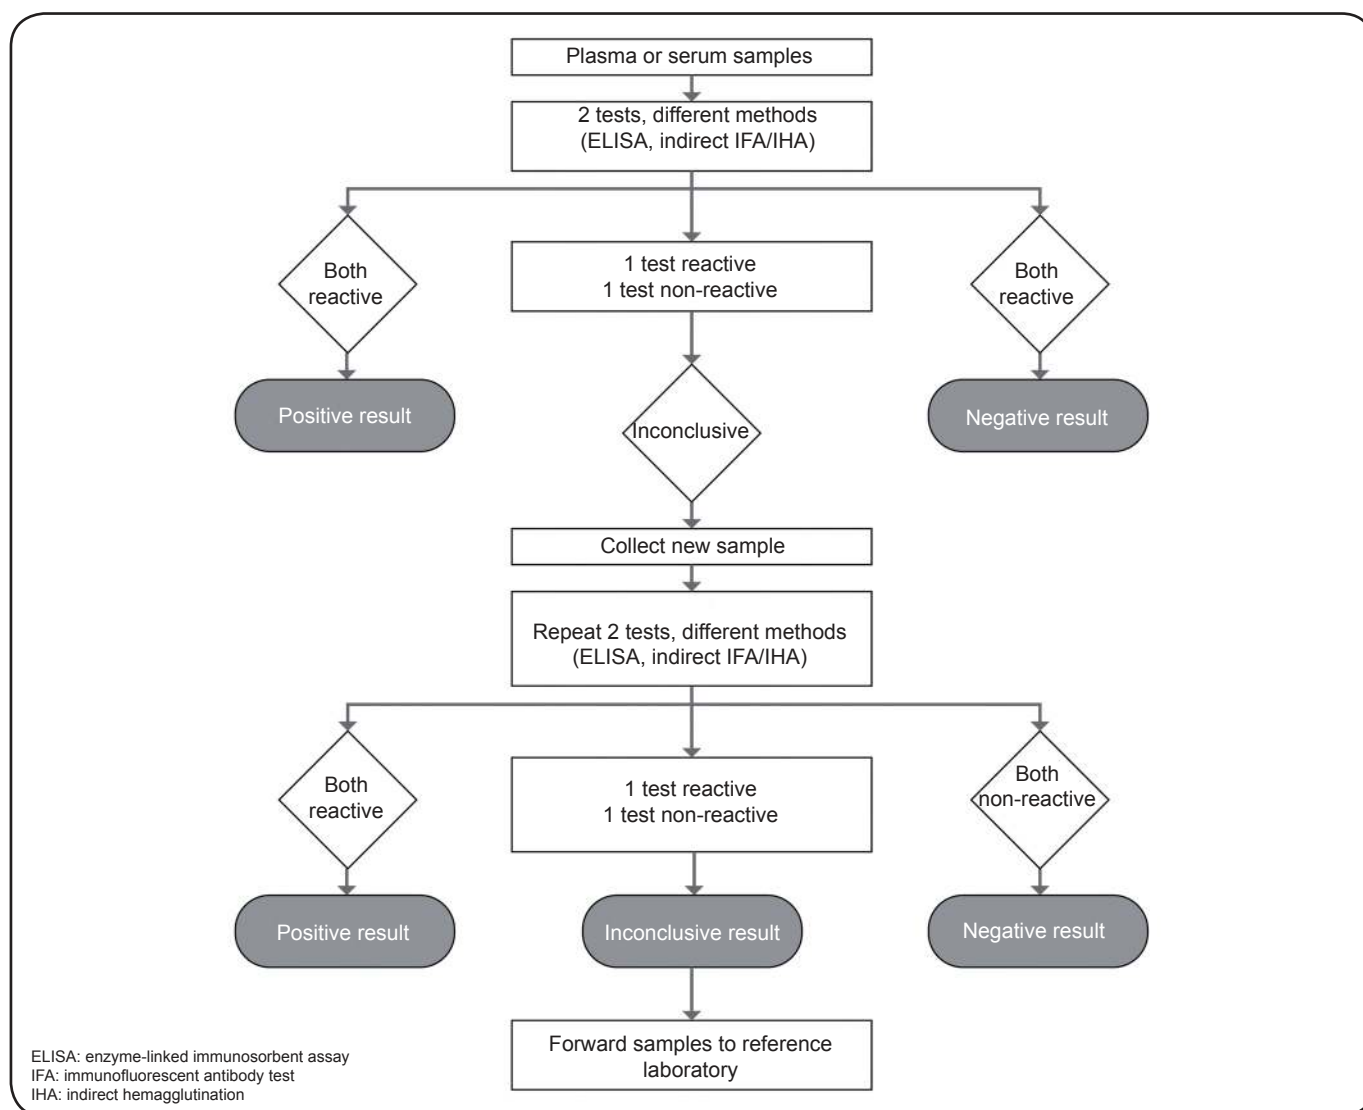 Plasma or serum samples
2 tests, different methods
(ELISA, indirect IFA/IHA)
Both
reactive
1 test reactive
1 test non-reactive
Both
reactive
Positive result
Inconclusive
Negative result
Collect new sample
Repeat 2 tests, different methods
(ELISA, indirect IFA/IHA)
Both
reactive
1 test reactive
1 test non-reactive
Both
non-reactive
Positive result
Inconclusive result
Negative result
Forward samples to reference
laboratory
ELISA: enzyme-linked immunosorbent assay
IFA: immunofluorescent antibody test
IHA: indirect hemagglutination